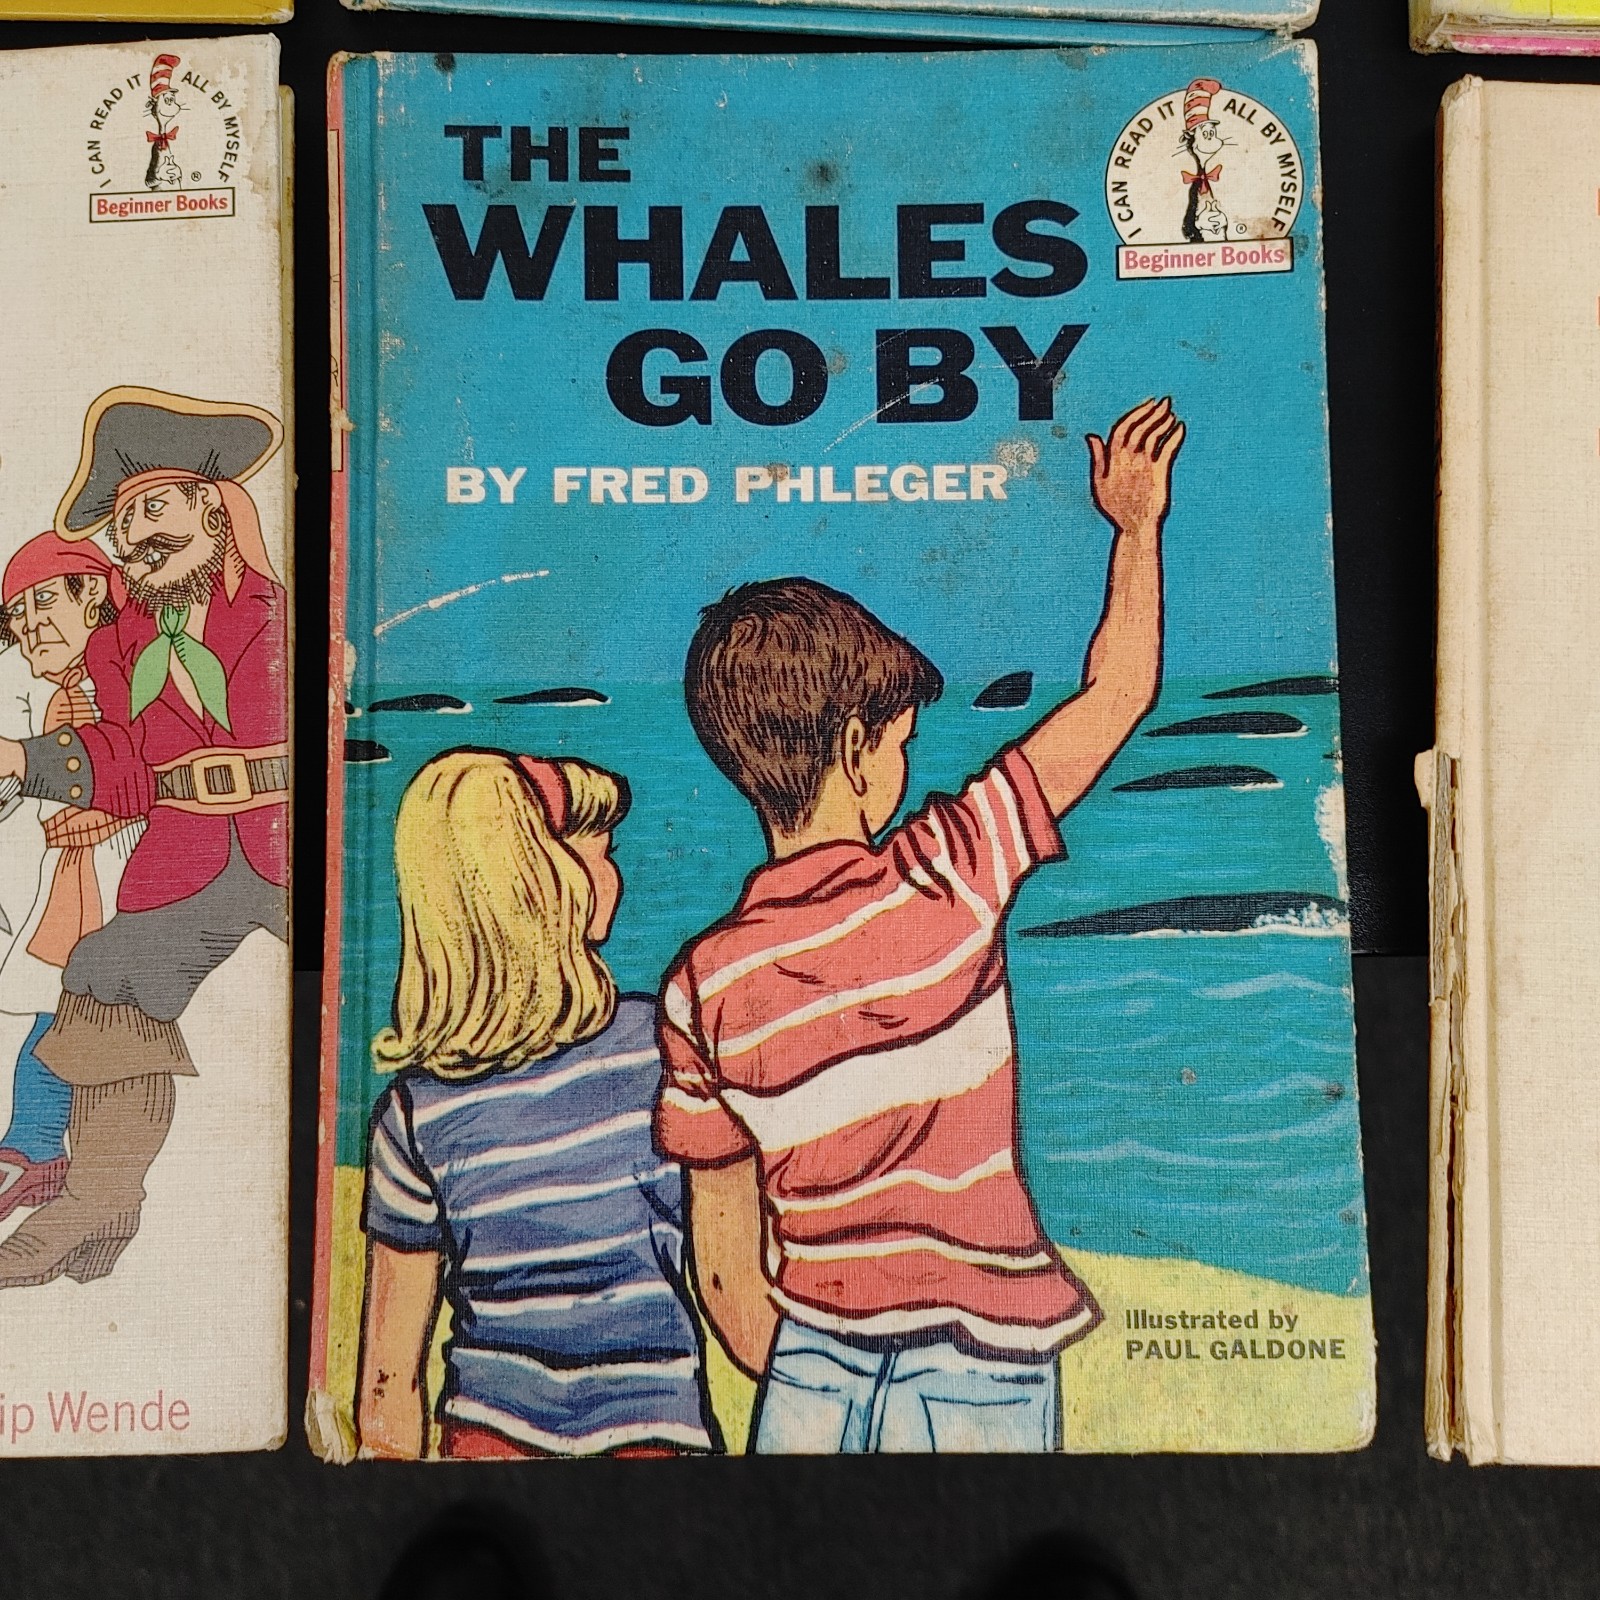 I CAN READ IT ALL BY MYSELF
®
Beginner Books
ip Wende
THE
WHALES
GO BY
BY FRED PHLEGER
I CAN READ IT ALL BY MYSELF
®
Beginner Books
Illustrated by
PAUL GALDONE